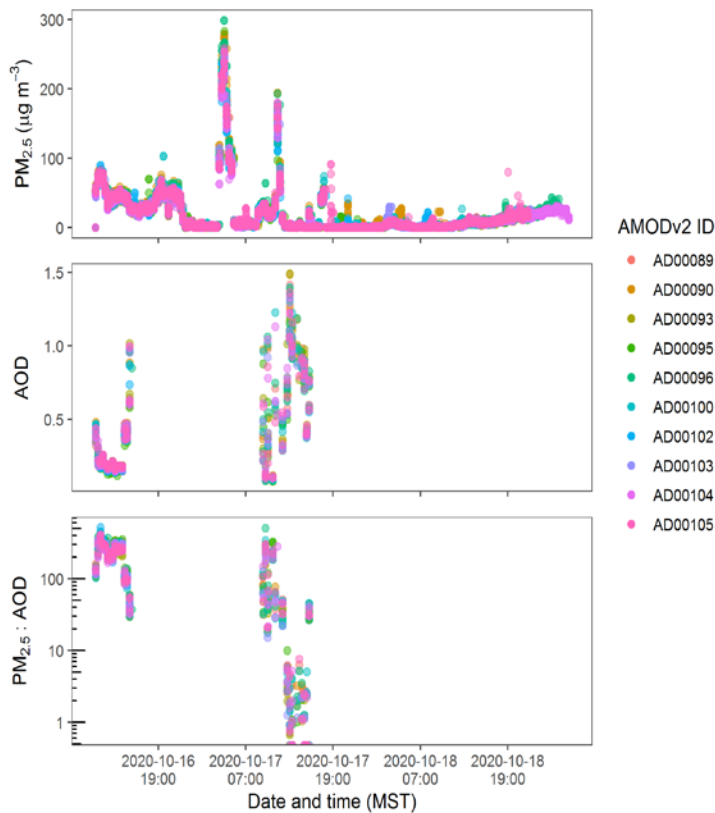 PM2.5 (μg m−3)
300
200
100
0
AOD
1.5
1.0
0.5
PM2.5 : AOD
100
10
1
2020-10-16 2020-10-17 2020-10-17 2020-10-18 2020-10-18
19:00 07:00 19:00 07:00 19:00
Date and time (MST)
AMODv2 ID
AD00089
AD00090
AD00093
AD00095
AD00096
AD00100
AD00102
AD00103
AD00104
AD00105